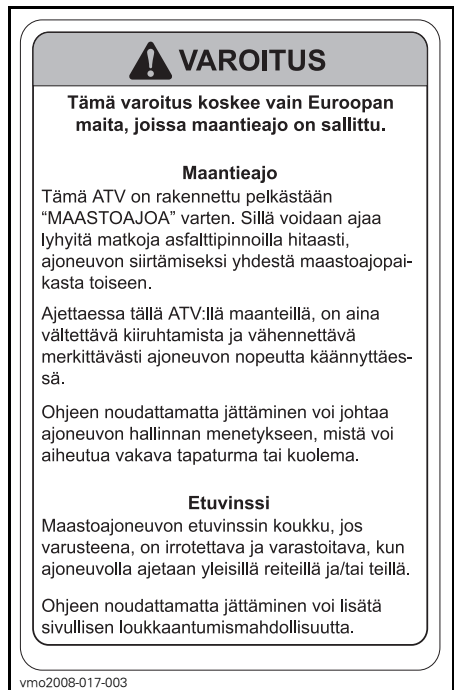 VAROITUS
Tämä varoitus koskee vain Euroopan
maita, joissa maantieajo on sallittu.
Maantieajo
Tämä ATV on rakennettu pelkästään
“MAASTOAJOA” varten. Sillä voidaan ajaa
lyhyitä matkoja asfalttipinnoilla hitaasti,
ajoneuvon siirtämiseksi yhdestä maastoajopai-
kasta toiseen.
Ajettaessa tällä ATV:llä maanteillä, on aina
vältettävä kiiruhtamista ja vähennettävä
merkittävästi ajoneuvon nopeutta käännyttäes-
sä.
Ohjeen noudattamatta jättäminen voi johtaa
ajoneuvon hallinnan menetykseen, mistä voi
aiheutua vakava tapaturma tai kuolema.
Etuvinssi
Maastoajoneuvon etuvinssin koukku, jos
varusteena, on irrotettava ja varastoitava, kun
ajoneuvolla ajetaan yleisillä reiteillä ja/tai teillä.
Ohjeen noudattamatta jättäminen voi lisätä
sivullisen loukkaantumismahdollisuutta.
vmo2008-017-003